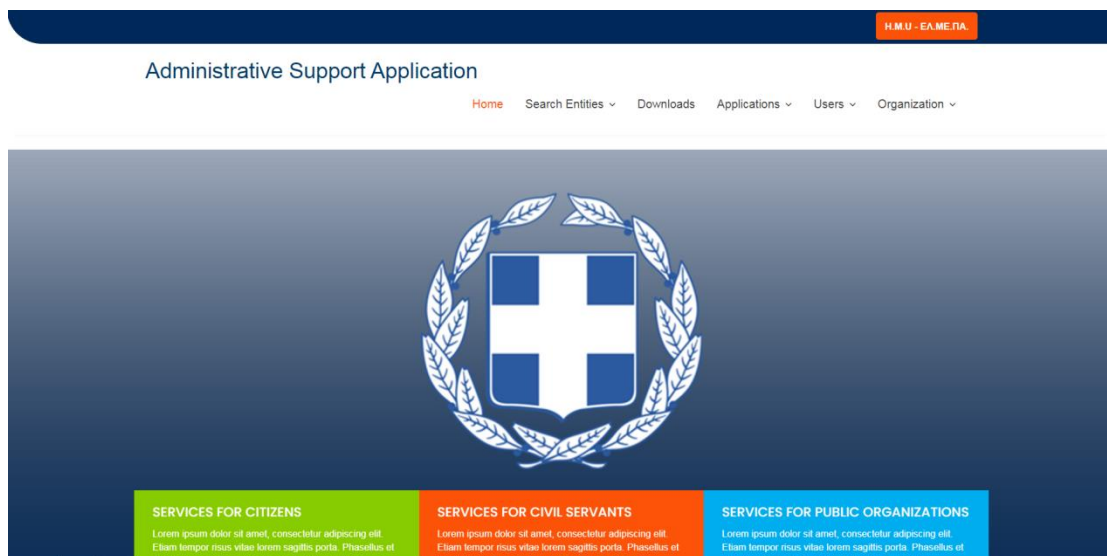 H.M.U - ΕΛ.ΜΕ.ΠΑ.
Administrative Support Application
Home Search Entities Downloads Applications Users Organization
SERVICES FOR CITIZENS
Lorem ipsum dolor sit amet, consectetur adipiscing elit.
Etiam tempor risus vitae lorem sagittis porta. Phasellus et
SERVICES FOR CIVIL SERVANTS
Lorem ipsum dolor sit amet, consectetur adipiscing elit.
Etiam tempor risus vitae lorem sagittis porta. Phasellus et
SERVICES FOR PUBLIC ORGANIZATIONS
Lorem ipsum dolor sit amet, consectetur adipiscing elit.
Etiam tempor risus vitae lorem sagittis porta. Phasellus et